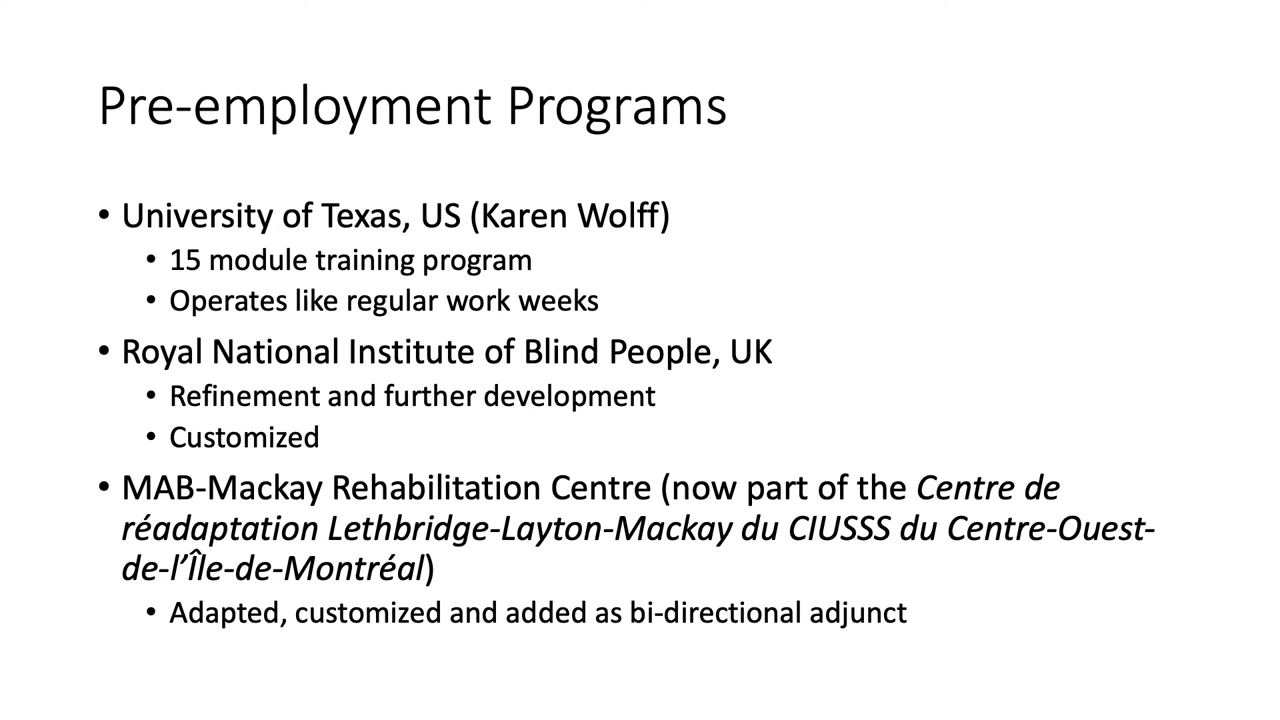 Pre-employment Programs
• University of Texas, US (Karen Wolff)
• 15 module training program
• Operates like regular work weeks
• Royal National Institute of Blind People, UK
• Refinement and further development
• Customized
• MAB-Mackay Rehabilitation Centre (now part of the Centre de
réadaptation Lethbridge-Layton-Mackay du CIUSSS du Centre-Ouest-
de-l’Île-de-Montréal)
• Adapted, customized and added as bi-directional adjunct